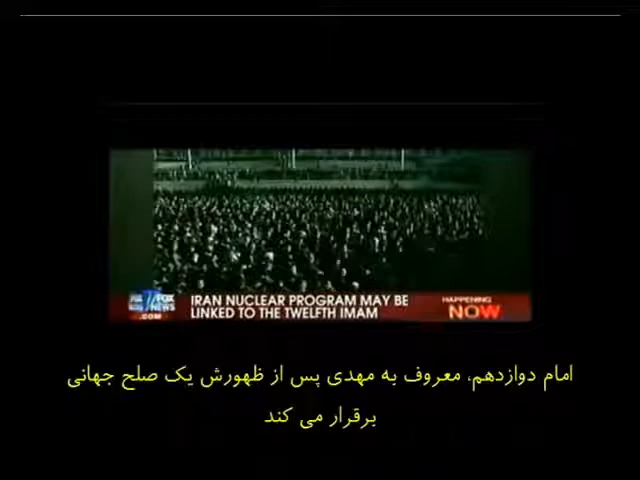 FOX NEWS
.COM
IRAN NUCLEAR PROGRAM MAY BE
LINKED TO THE TWELFTH IMAM
HAPPENING
NOW
امام دوازدهم، معروف به مهدی پس از ظهورش یک صلح جهانی
برقرار می کند